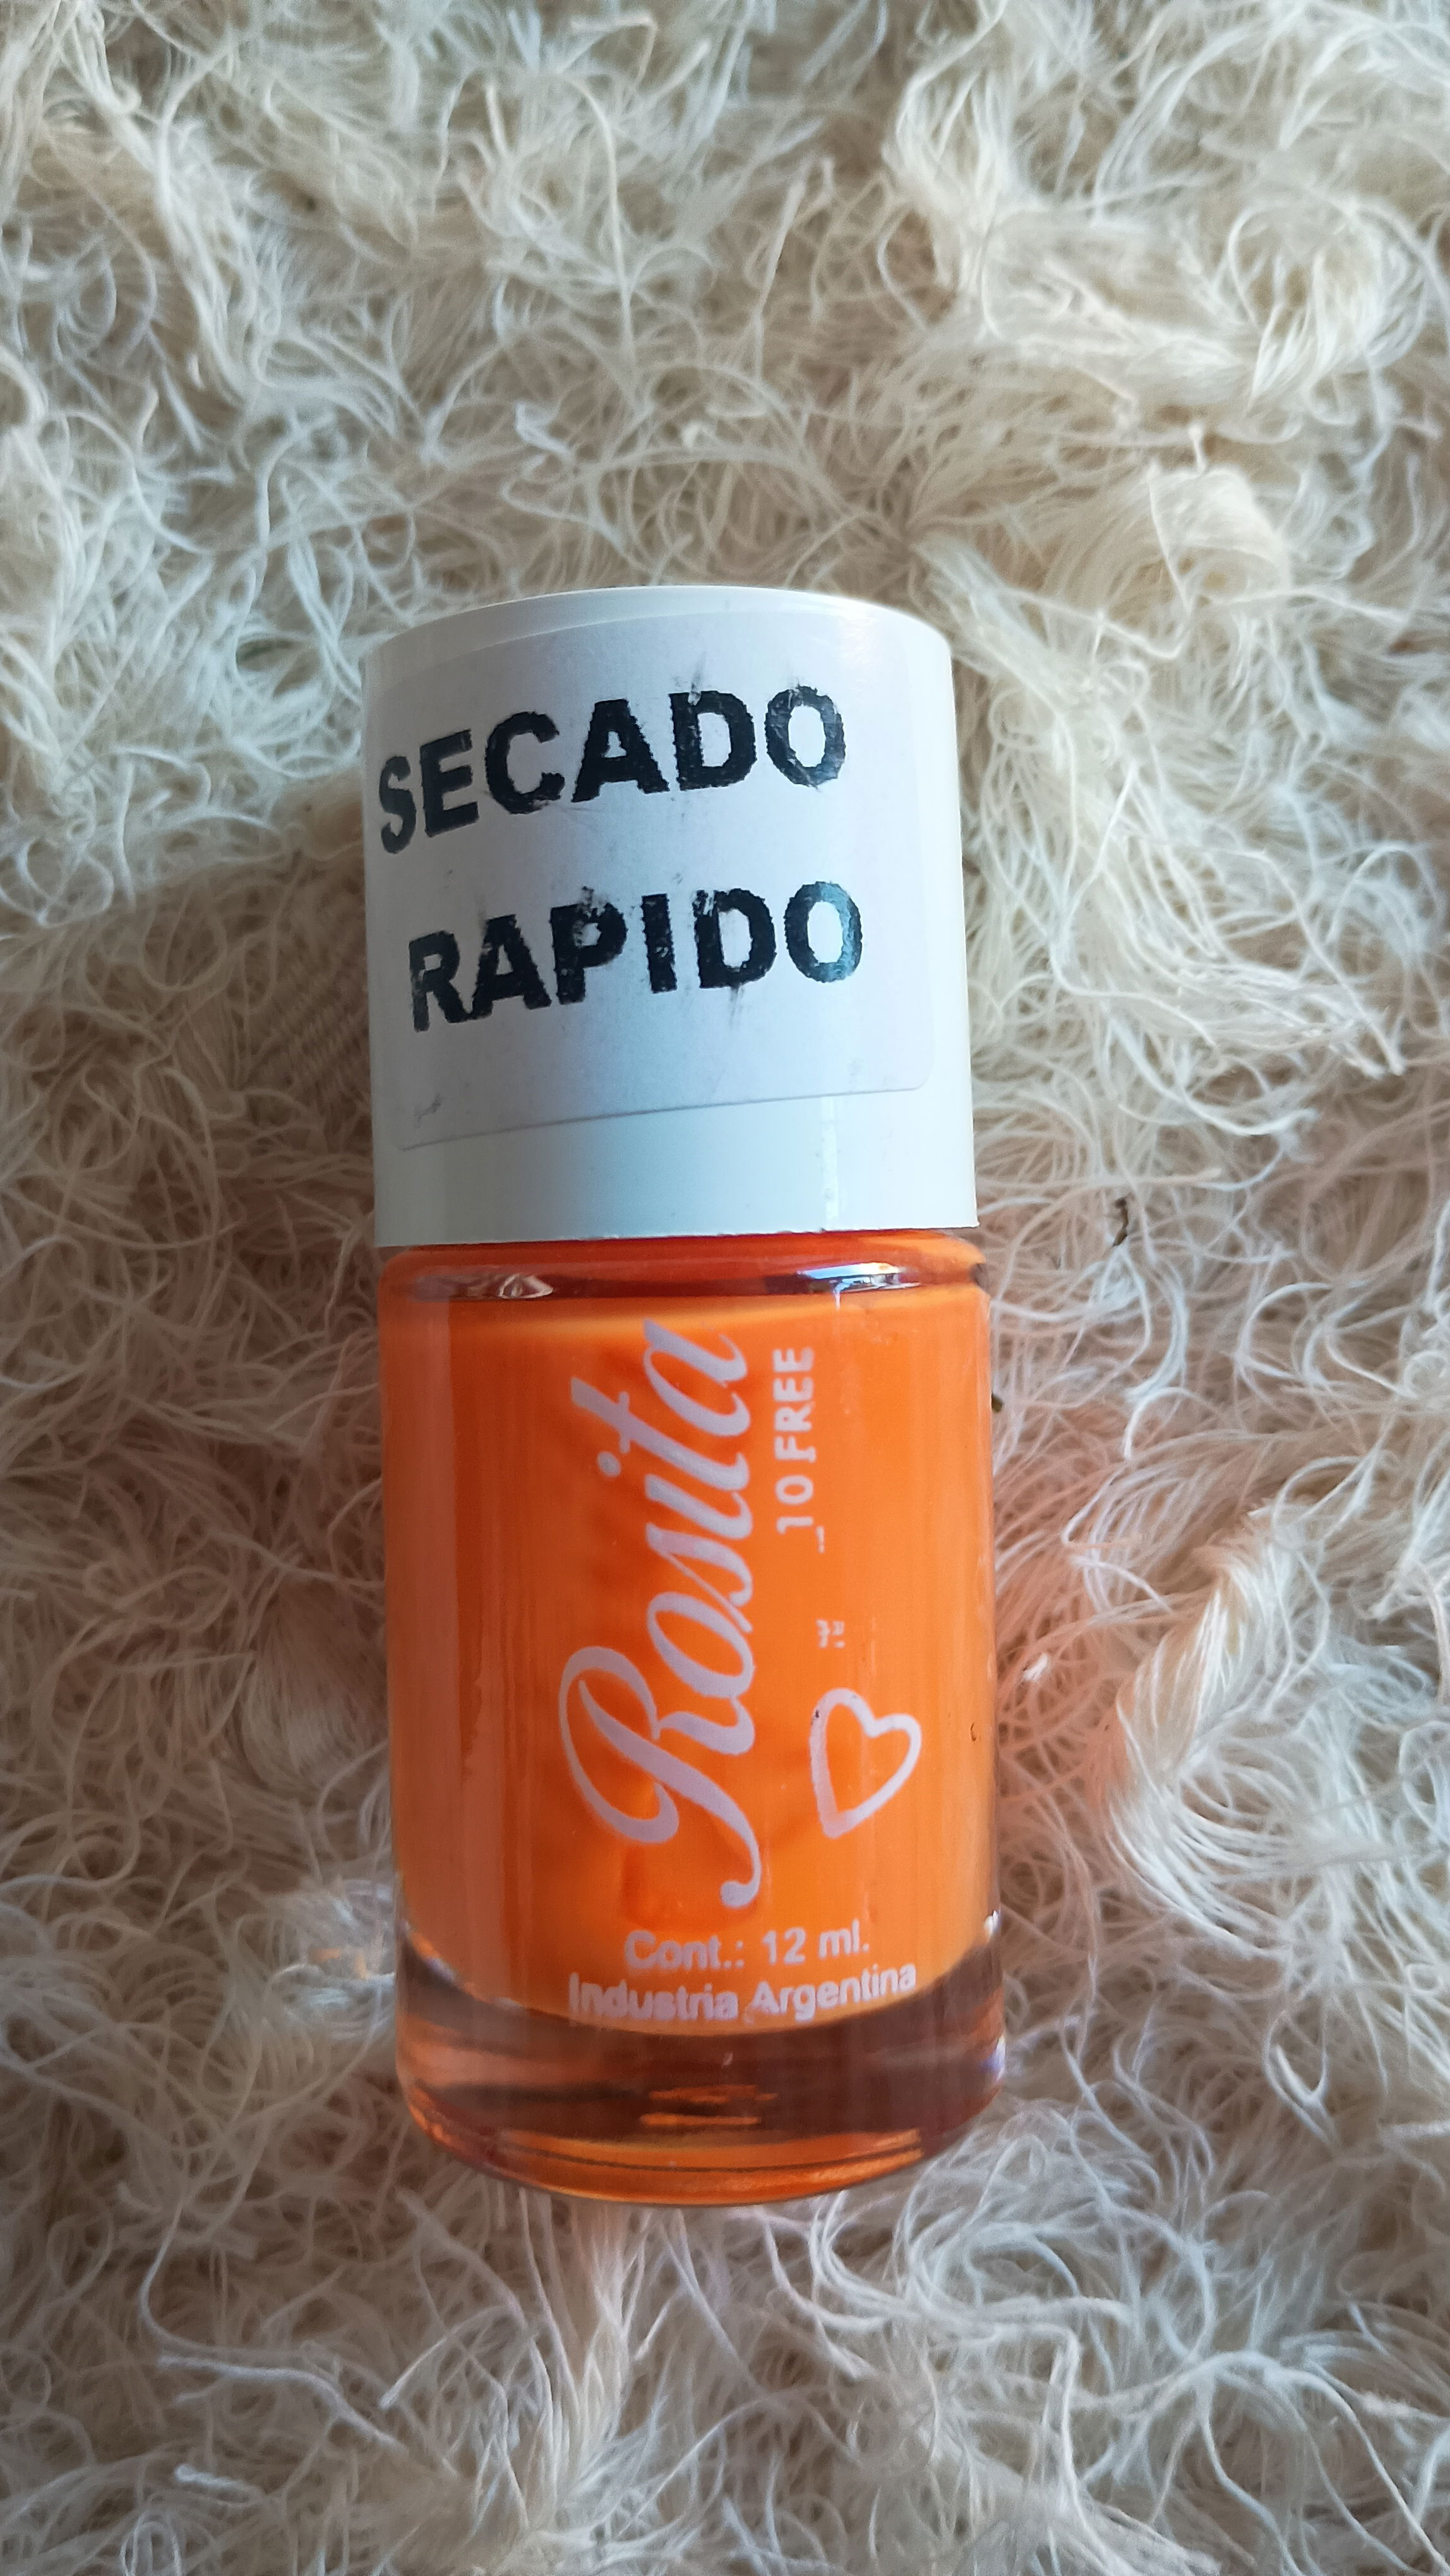 SECADO
RAPIDO
Rosita
10 FREE
Cont.: 12 ml.
Industria Argentina